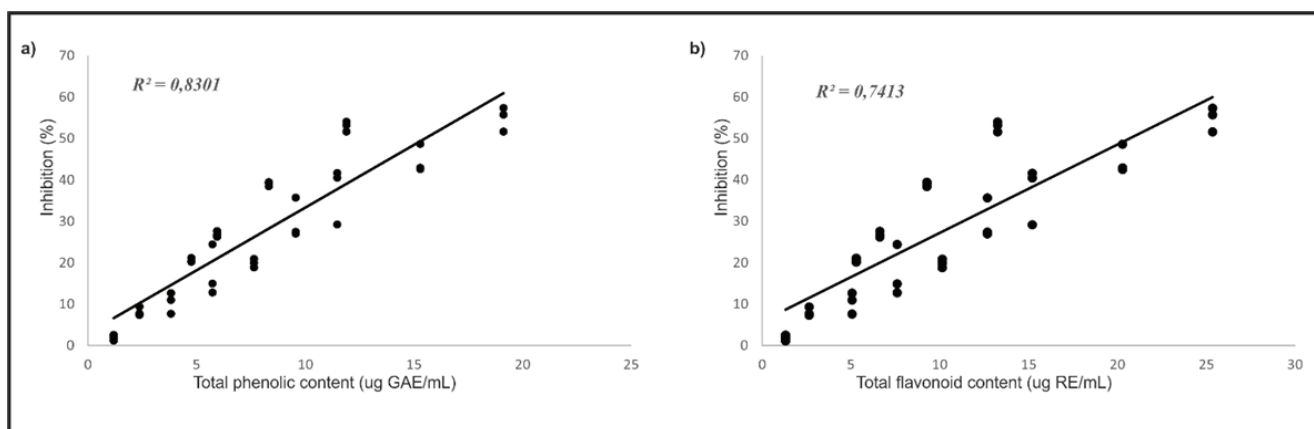 a)
R² = 0,8301
Inhibition (%)
70
60
50
40
30
20
10
0
0 5 10 15 20 25
Total phenolic content (ug GAE/mL)
b)
R² = 0,7413
Inhibition (%)
70
60
50
40
30
20
10
0
0 5 10 15 20 25 30
Total flavonoid content (ug RE/mL)